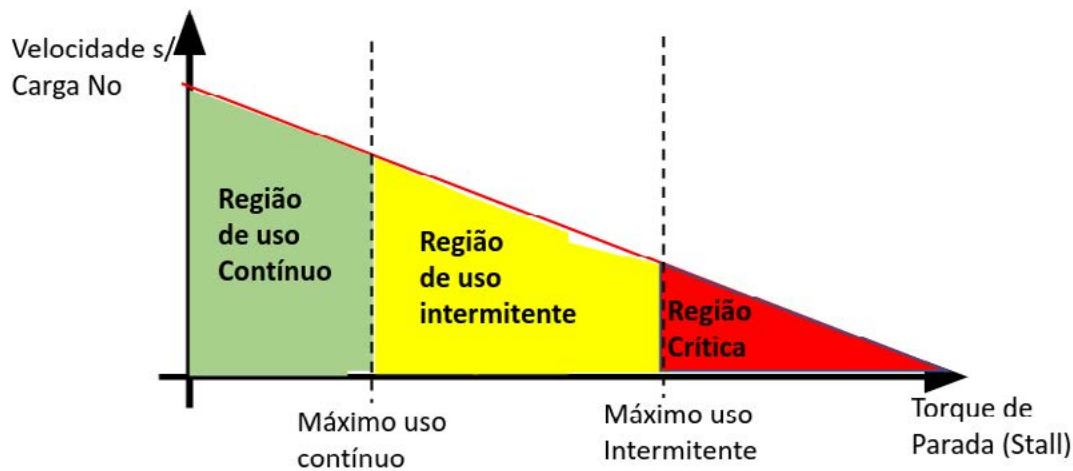 Velocidade s/
Carga No
Região
de uso
Contínuo
Região
de uso
intermitente
Região
Crítica
Máximo uso
contínuo
Máximo uso
Intermitente
Torque de
Parada (Stall)